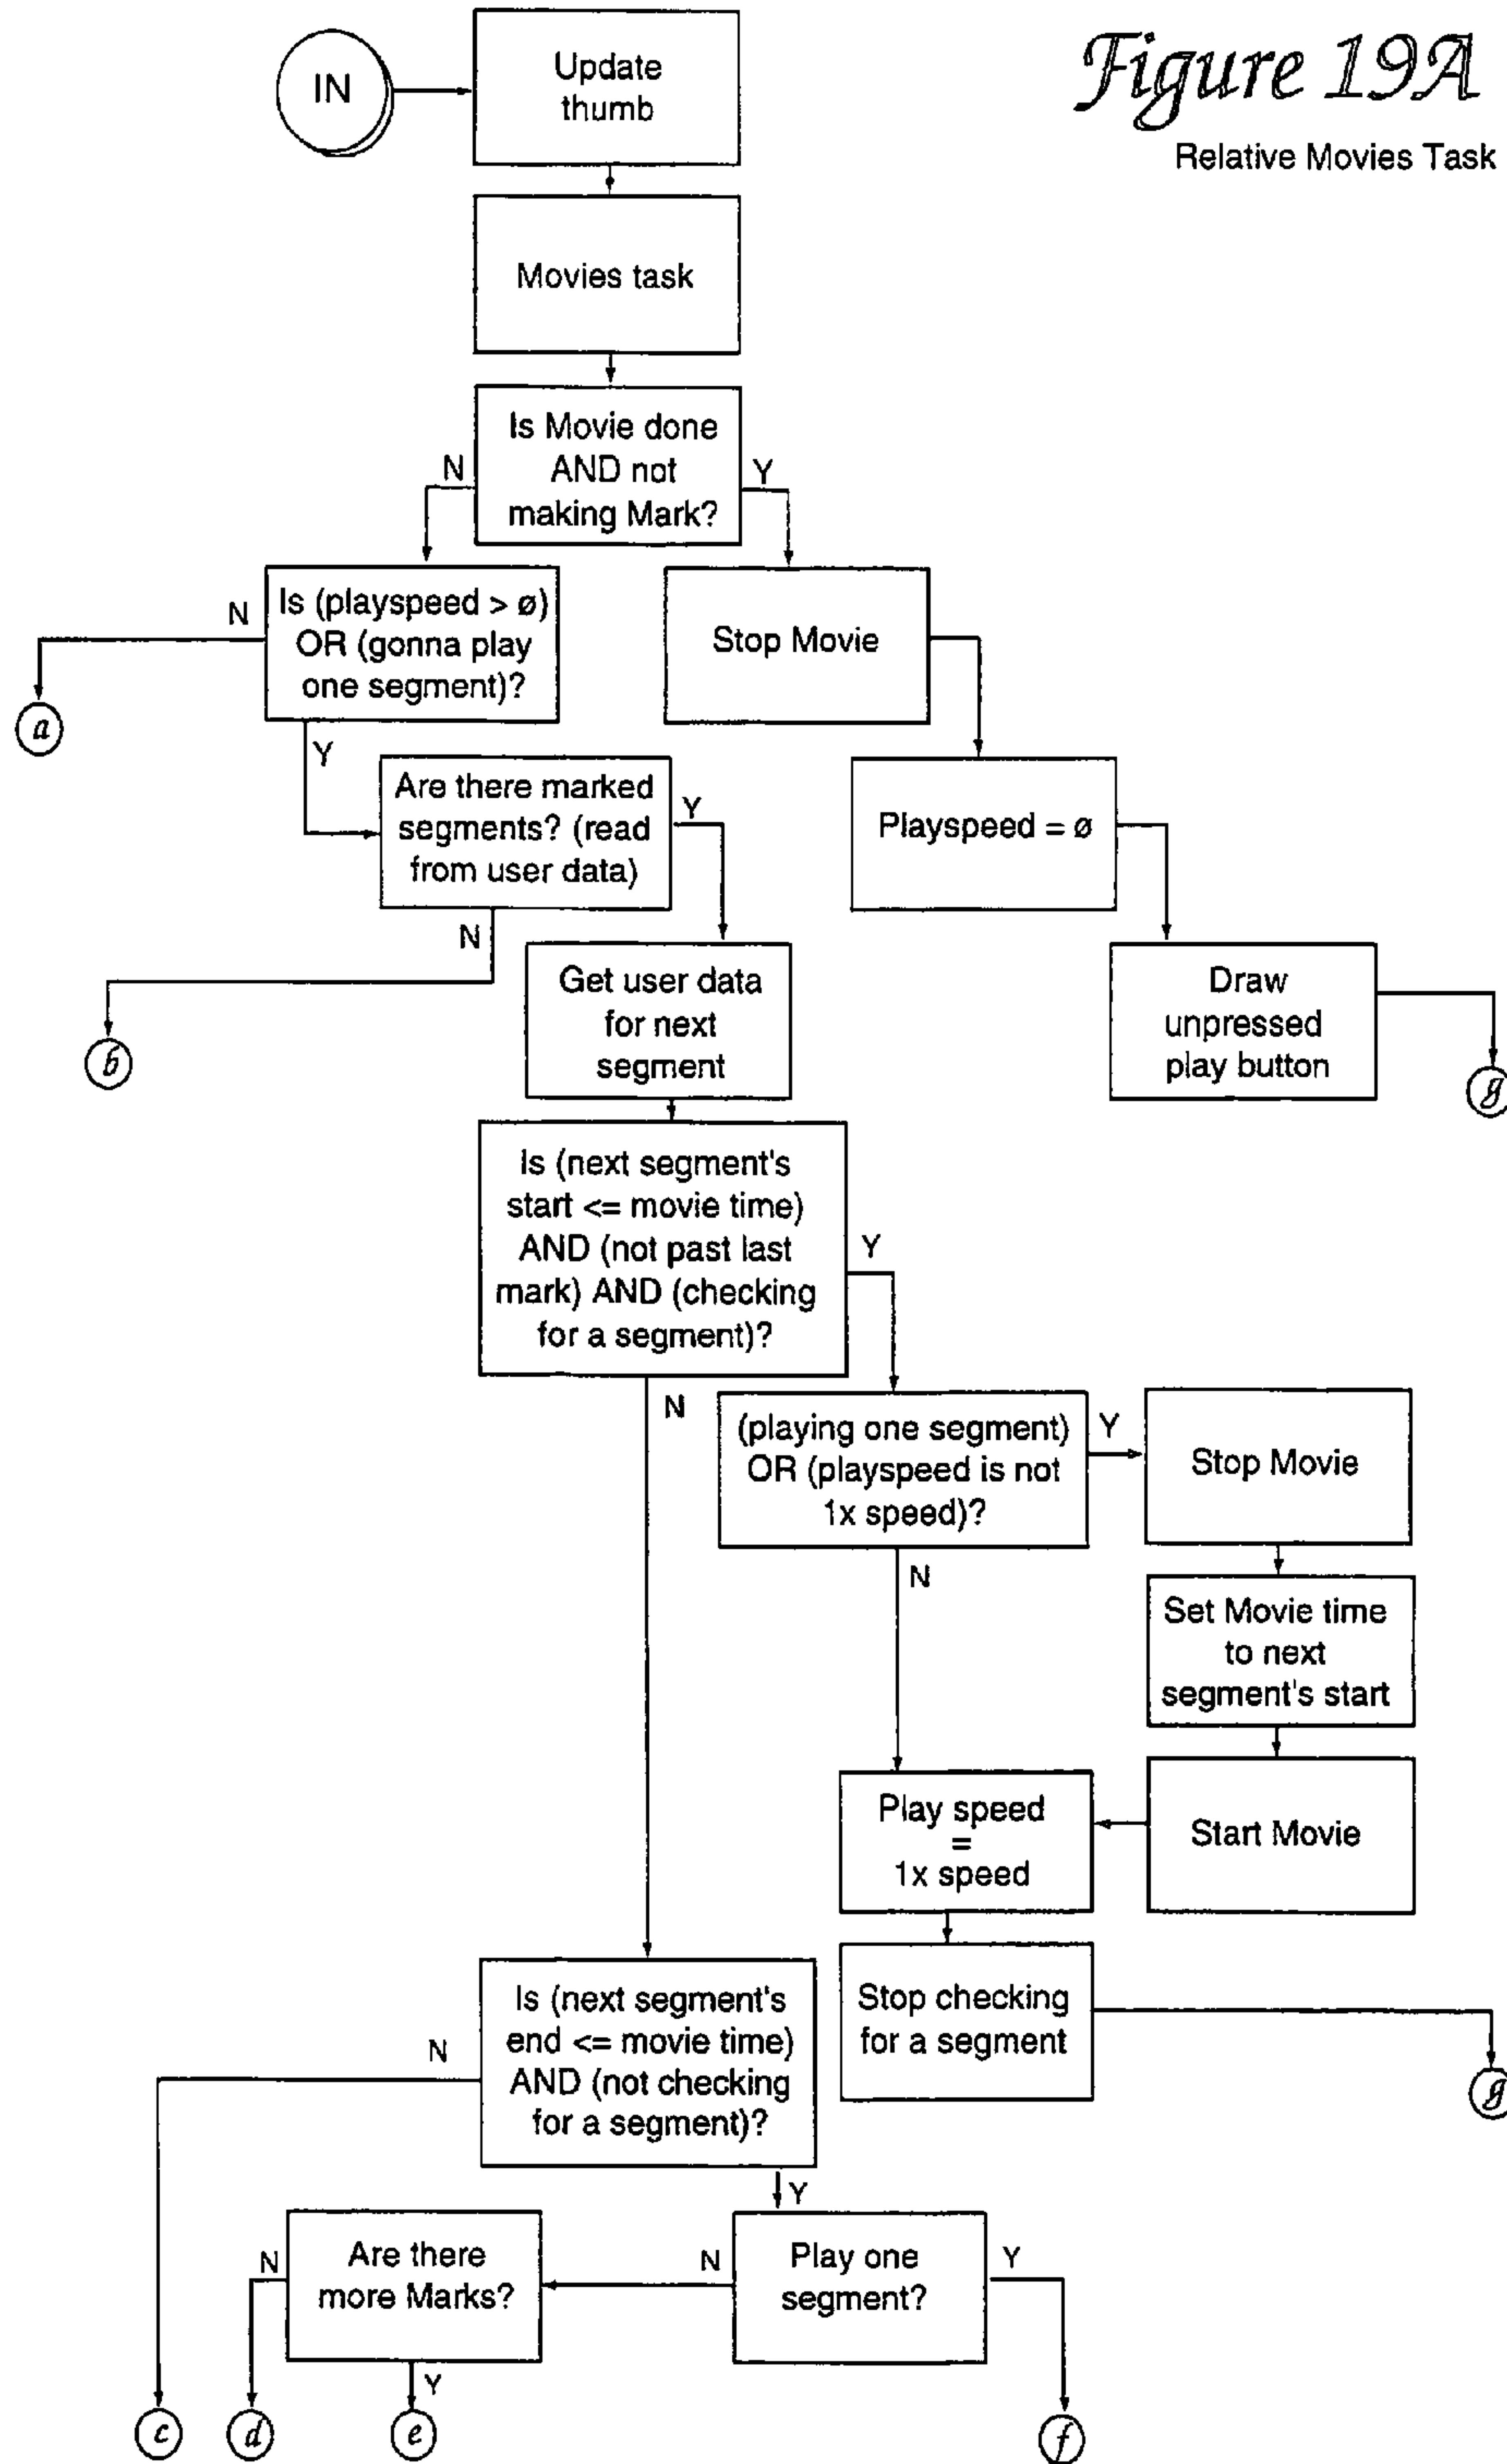 Figure 19A
Relative Movies Task
IN
Update
thumb
Movies task
Is Movie done
AND not
making Mark?
N
Y
Is (playspeed > ø)
OR (gonna play
one segment)?
N
Y
a
Stop Movie
Are there marked
segments? (read
from user data)
Y
N
b
Playspeed = ø
Get user data
for next
segment
Draw
unpressed
play button
g
Is (next segment's
start <= movie time)
AND (not past last
mark) AND (checking
for a segment)?
Y
N
(playing one segment)
OR (playspeed is not
1x speed)?
Y
N
Stop Movie
Set Movie time
to next
segment's start
Start Movie
Play speed
=
1x speed
Stop checking
for a segment
g
Is (next segment's
end <= movie time)
AND (not checking
for a segment)?
N
Y
Play one
segment?
N
Y
Are there
more Marks?
N
Y
c
d
e
f